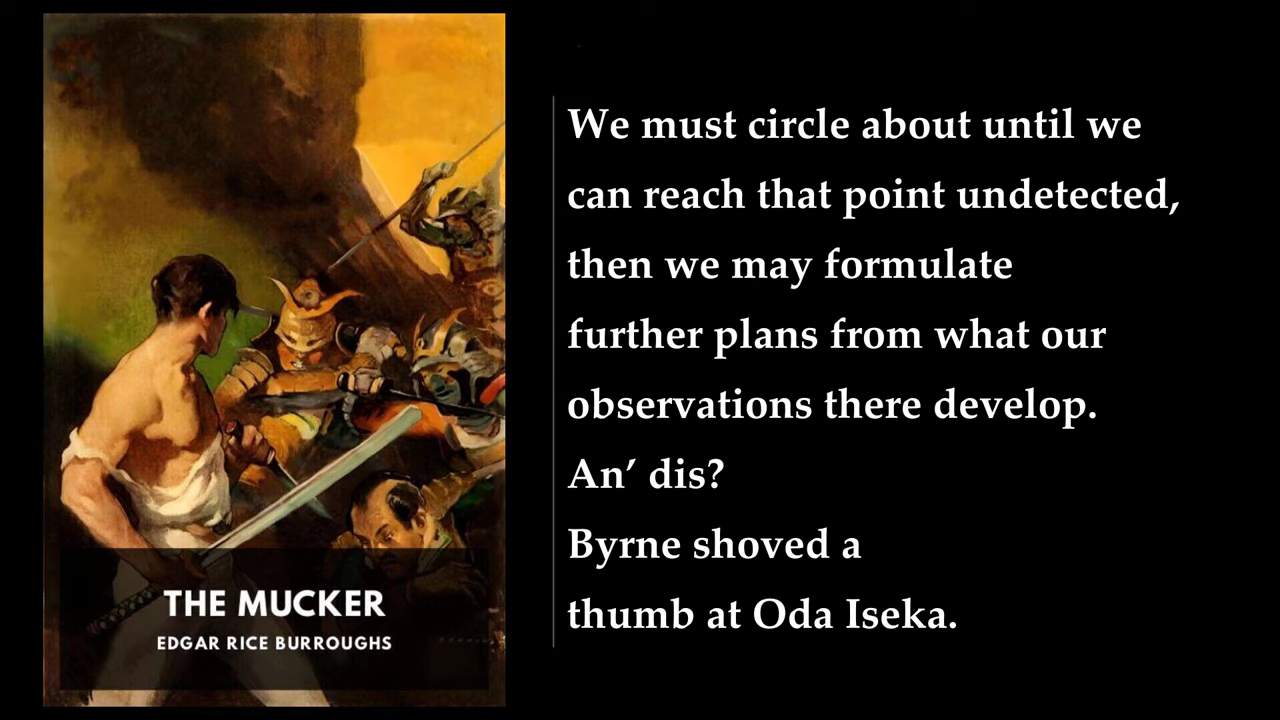 THE MUCKER
EDGAR RICE BURROUGHS
We must circle about until we
can reach that point undetected,
then we may formulate
further plans from what our
observations there develop.
An’ dis?
Byrne shoved a
thumb at Oda Iseka.